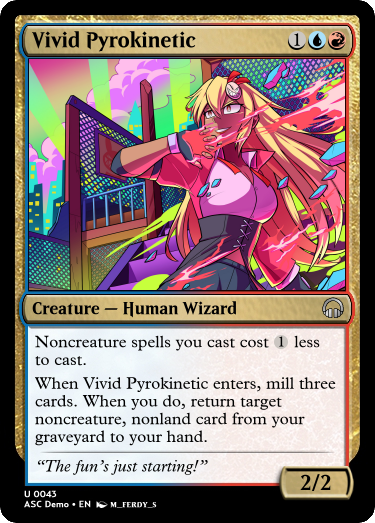 Vivid Pyrokinetic 1
Creature — Human Wizard
Noncreature spells you cast cost 1 less
to cast.
When Vivid Pyrokinetic enters, mill three
cards. When you do, return target
noncreature, nonland card from your
graveyard to your hand.
“The fun’s just starting!”
2/2
U 0043
ASC Demo • EN M_FERDY_S